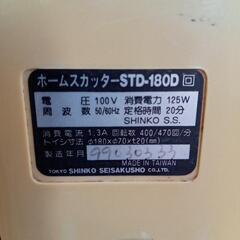 ホームスカッターSTD-180D
電圧 100V 消費電力 125W
周波数 50/60Hz 定格時間 20分
SHINKO S.S.
消費電流 1.3A 回転数 400/470回/分
トイシ寸法 φ180×φ70×t20(mm)
製造年月
MADE IN TAIWAN
TOKYO SHINKO SEISAKUSHO CO.,LTD.